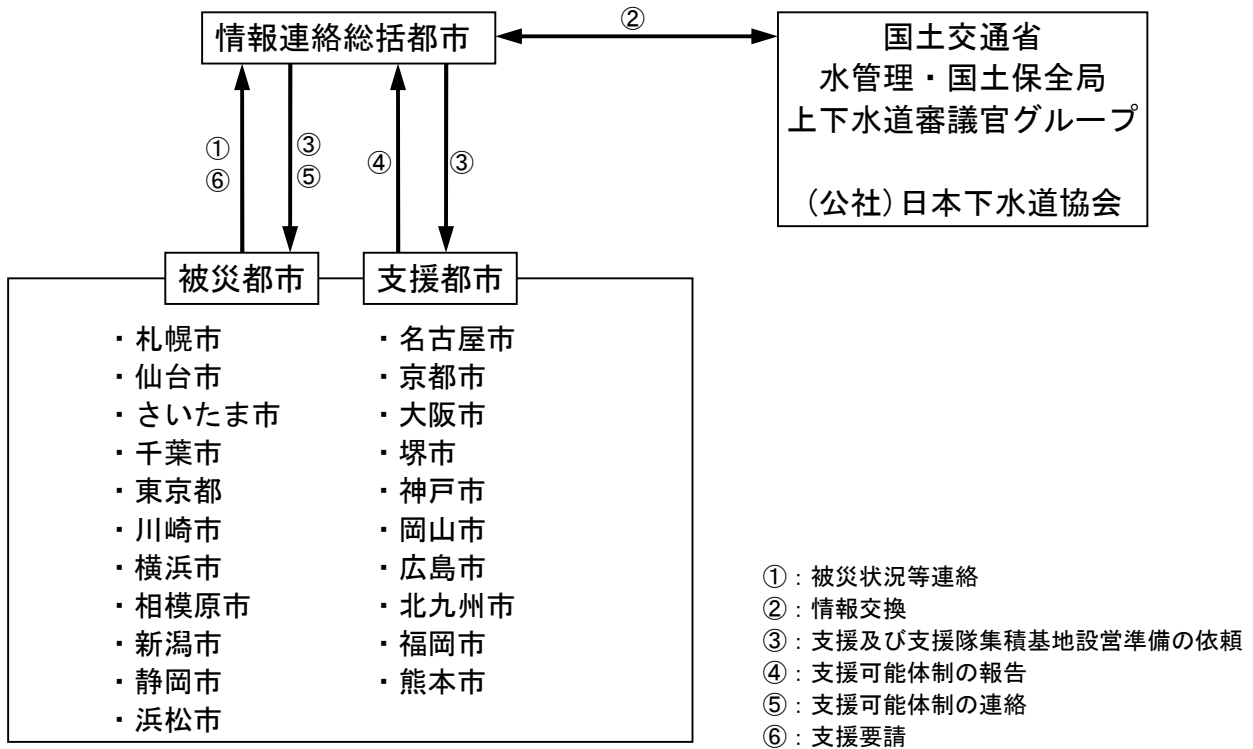 情報連絡総括都市
②
国土交通省
水管理・国土保全局
上下水道審議官グループ
(公社)日本下水道協会
①
⑥
③
⑤
④
③
被災都市
支援都市
・札幌市
・仙台市
・さいたま市
・千葉市
・東京都
・川崎市
・横浜市
・相模原市
・新潟市
・静岡市
・浜松市
・名古屋市
・京都市
・大阪市
・堺市
・神戸市
・岡山市
・広島市
・北九州市
・福岡市
・熊本市
①：被災状況等連絡
②：情報交換
③：支援及び支援隊集積基地設営準備の依頼
④：支援可能体制の報告
⑤：支援可能体制の連絡
⑥：支援要請